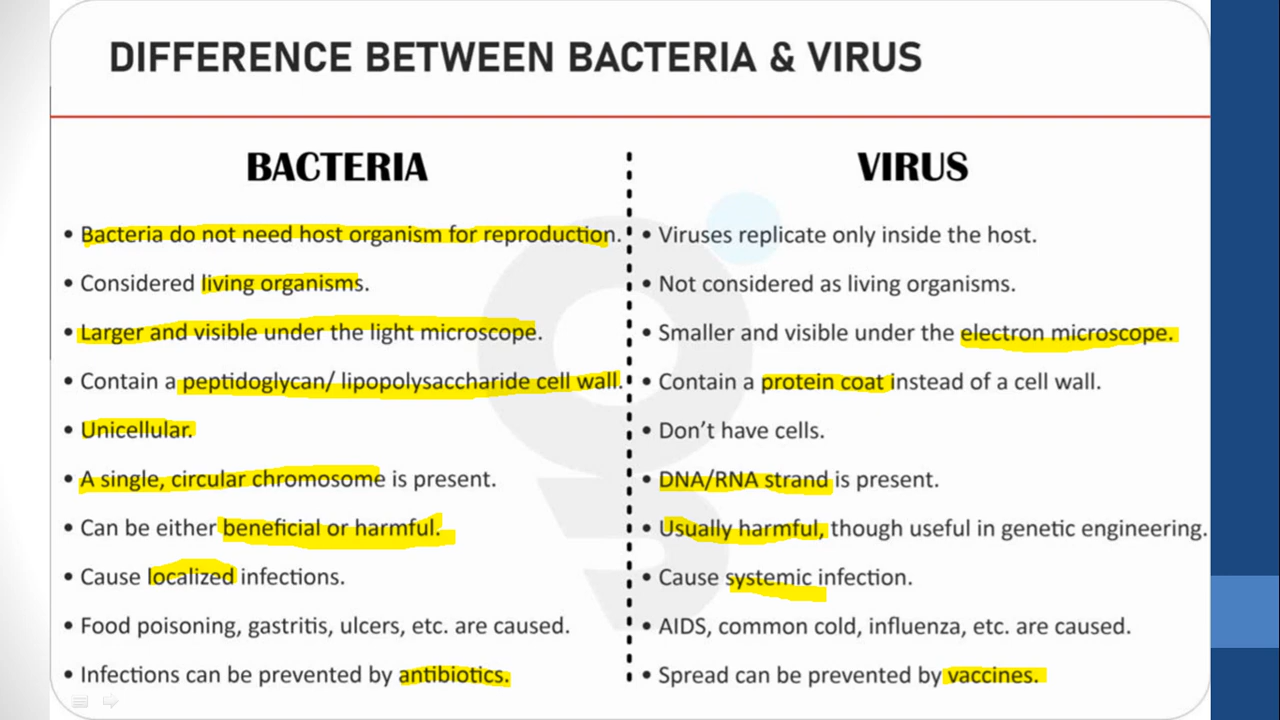 DIFFERENCE BETWEEN BACTERIA & VIRUS
BACTERIA
• Bacteria do not need host organism for reproduction.
• Considered living organisms.
• Larger and visible under the light microscope.
• Contain a peptidoglycan/ lipopolysaccharide cell wall.
• Unicellular.
• A single, circular chromosome is present.
• Can be either beneficial or harmful.
• Cause localized infections.
• Food poisoning, gastritis, ulcers, etc. are caused.
• Infections can be prevented by antibiotics.
VIRUS
• Viruses replicate only inside the host.
• Not considered as living organisms.
• Smaller and visible under the electron microscope.
• Contain a protein coat instead of a cell wall.
• Don’t have cells.
• DNA/RNA strand is present.
• Usually harmful, though useful in genetic engineering.
• Cause systemic infection.
• AIDS, common cold, influenza, etc. are caused.
• Spread can be prevented by vaccines.